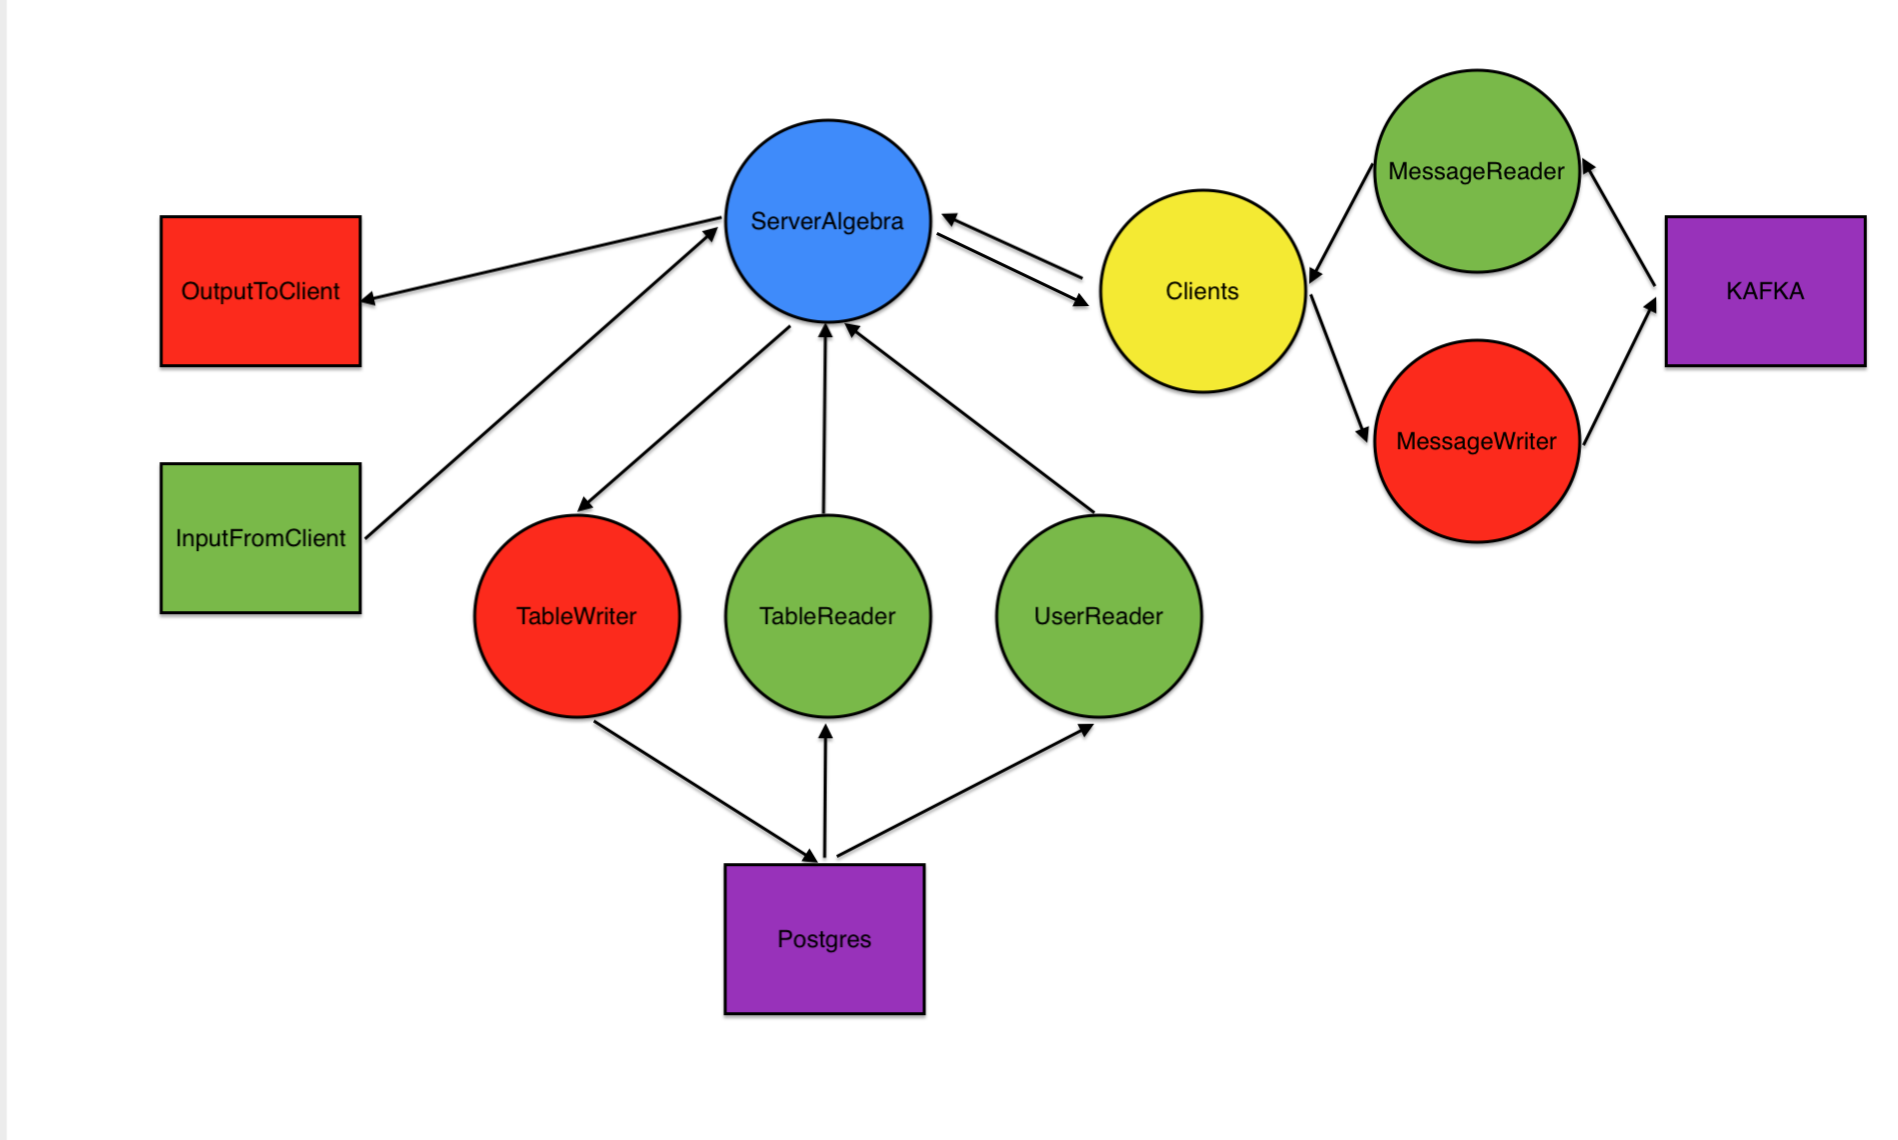 MessageReader
ServerAlgebra
OutputToClient
Clients
KAFKA
MessageWriter
InputFromClient
TableWriter
TableReader
UserReader
Postgres